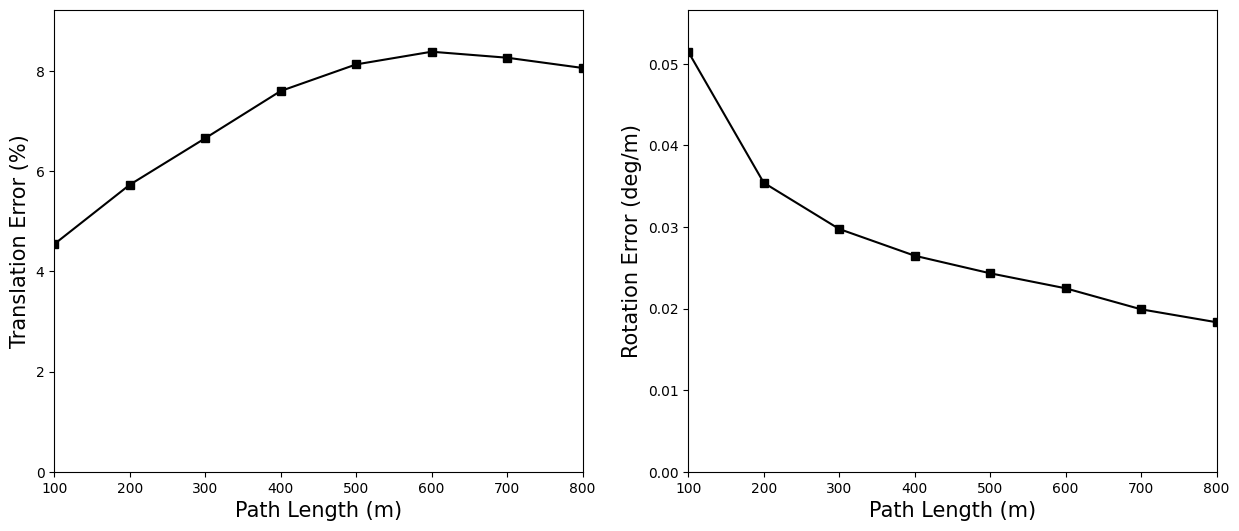 Translation Error (%)
8
6
4
2
0
100 200 300 400 500 600 700 800
Path Length (m)
Rotation Error (deg/m)
0.05
0.04
0.03
0.02
0.01
0.00
100 200 300 400 500 600 700 800
Path Length (m)